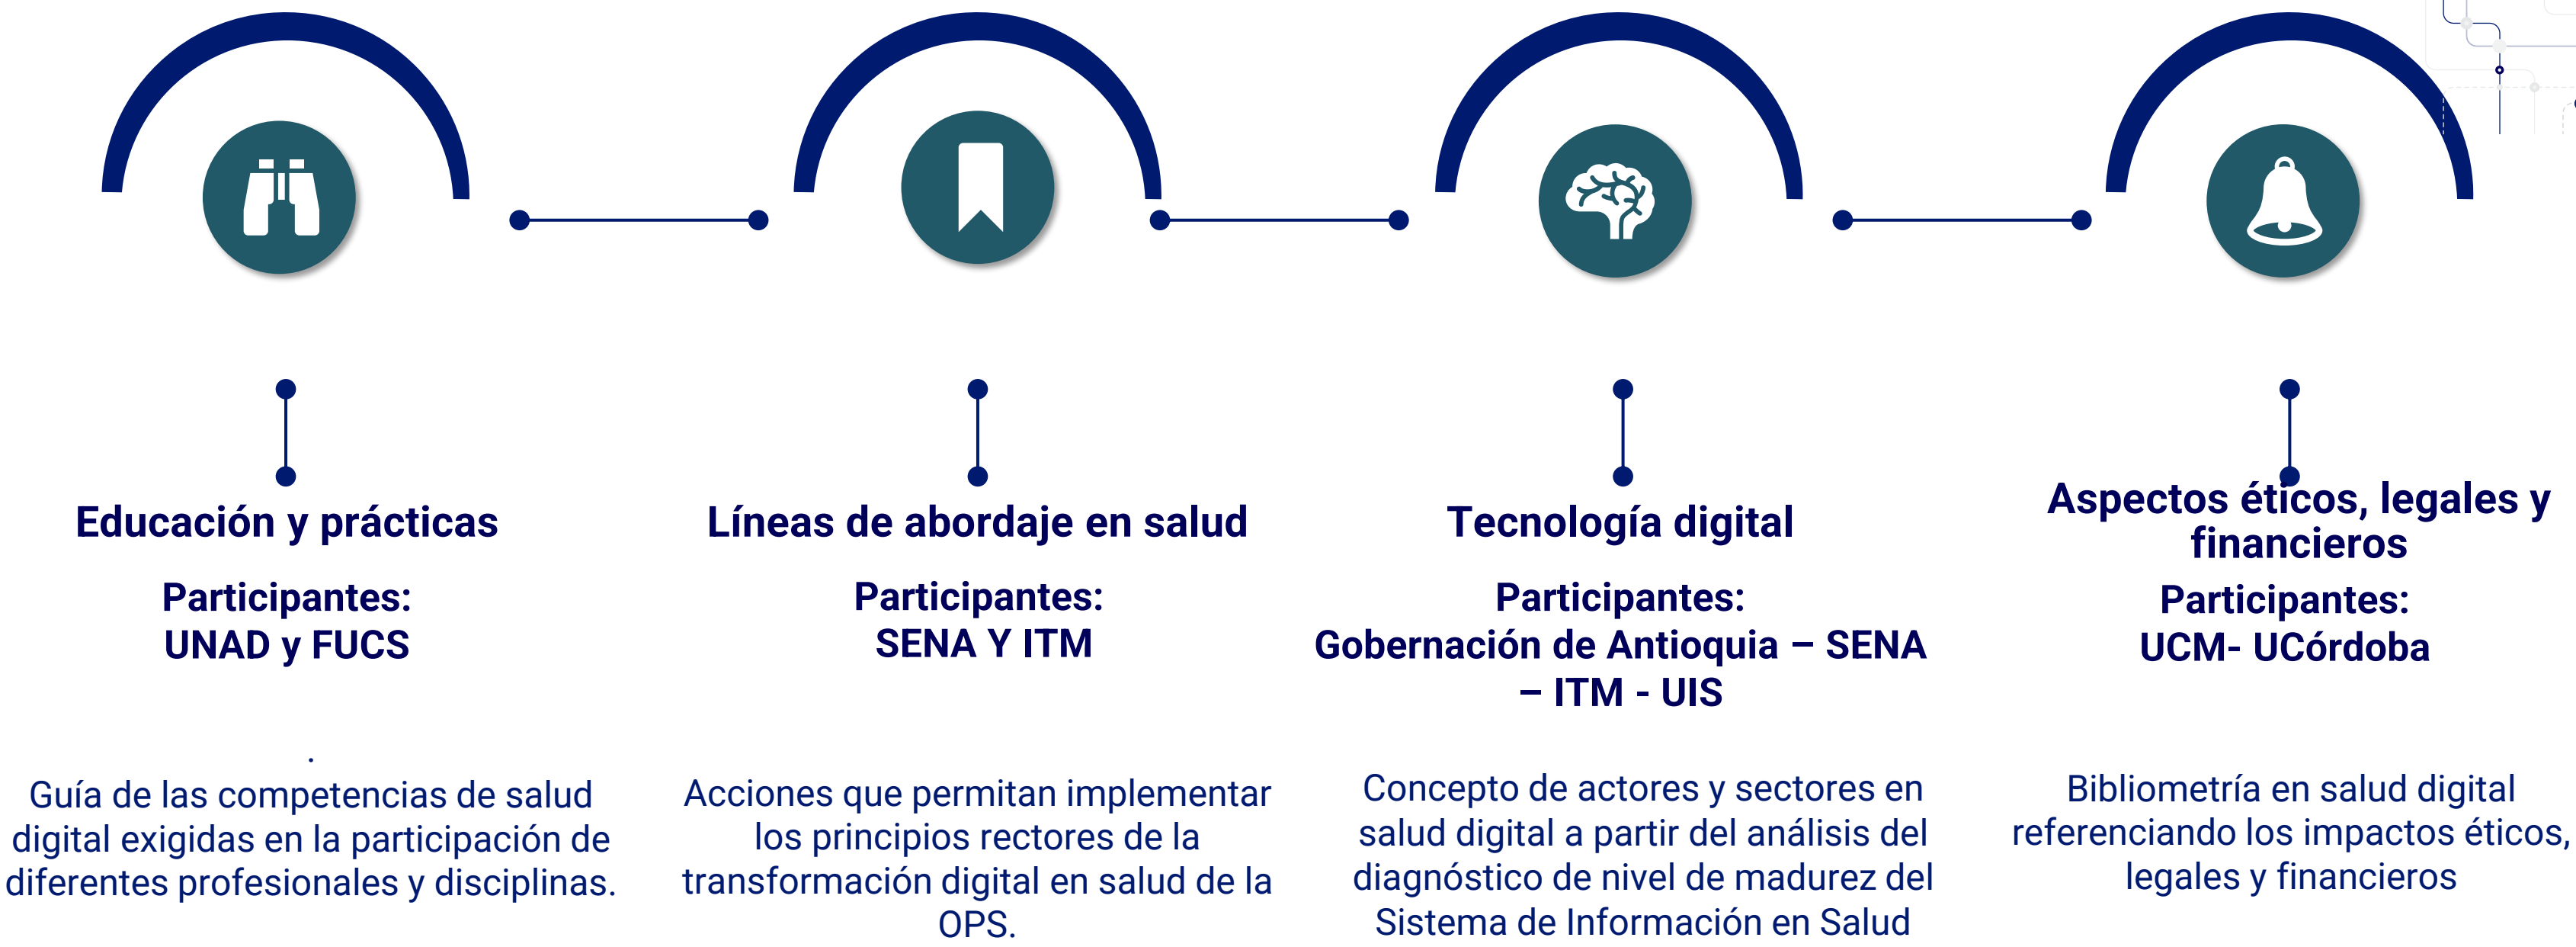 Educación y prácticas
Participantes:
UNAD y FUCS
.
Guía de las competencias de salud
digital exigidas en la participación de
diferentes profesionales y disciplinas.
Líneas de abordaje en salud
Participantes:
SENA Y ITM
Acciones que permitan implementar
los principios rectores de la
transformación digital en salud de la
OPS.
Tecnología digital
Participantes:
Gobernación de Antioquia – SENA
– ITM - UIS
Concepto de actores y sectores en
salud digital a partir del análisis del
diagnóstico de nivel de madurez del
Sistema de Información en Salud
Aspectos éticos, legales y
financieros
Participantes:
UCM- UCórdoba
Bibliometría en salud digital
referenciando los impactos éticos,
legales y financieros